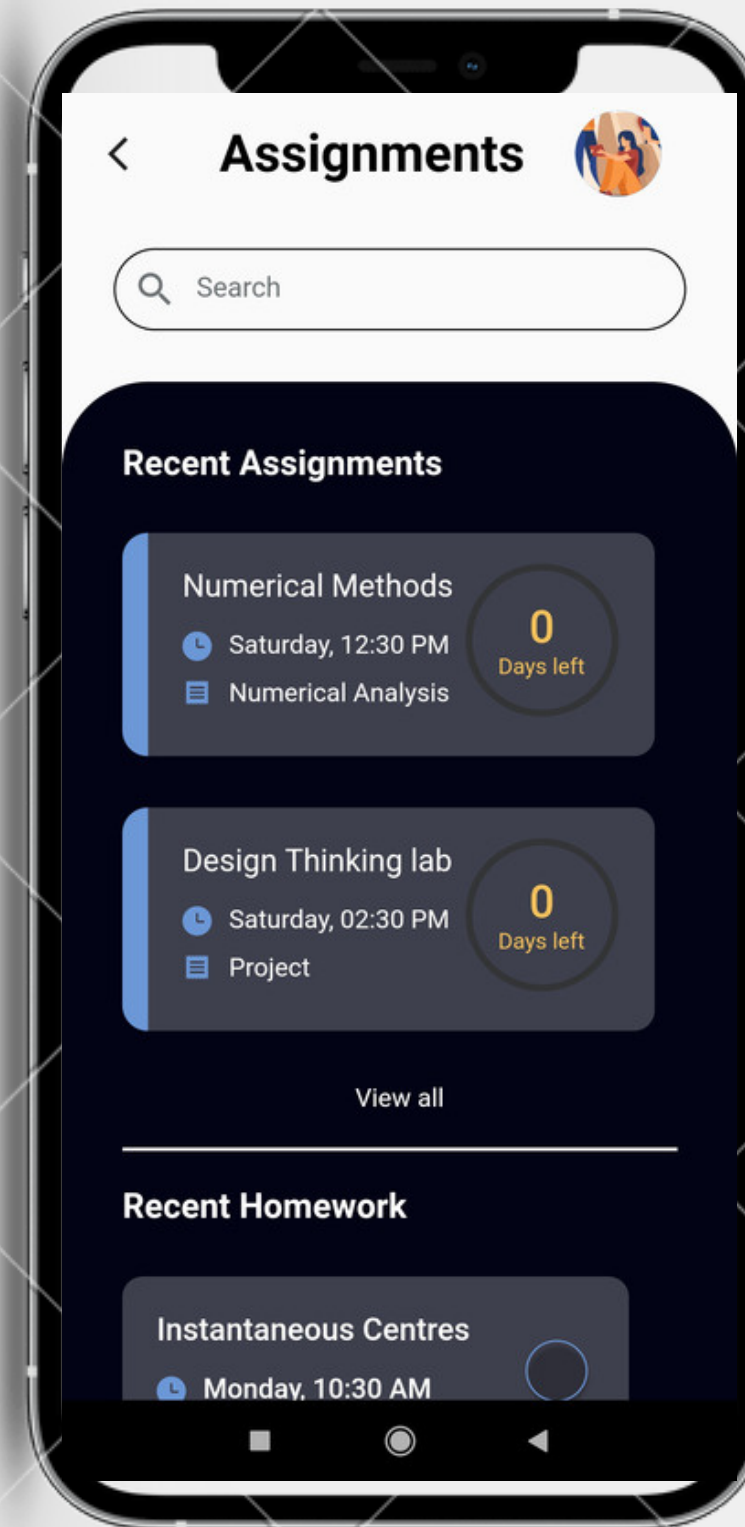 Assignments
Search
Recent Assignments
Numerical Methods
Saturday, 12:30 PM
Numerical Analysis
0
Days left
Design Thinking lab
Saturday, 02:30 PM
Project
0
Days left
View all
Recent Homework
Instantaneous Centres
Monday, 10:30 AM